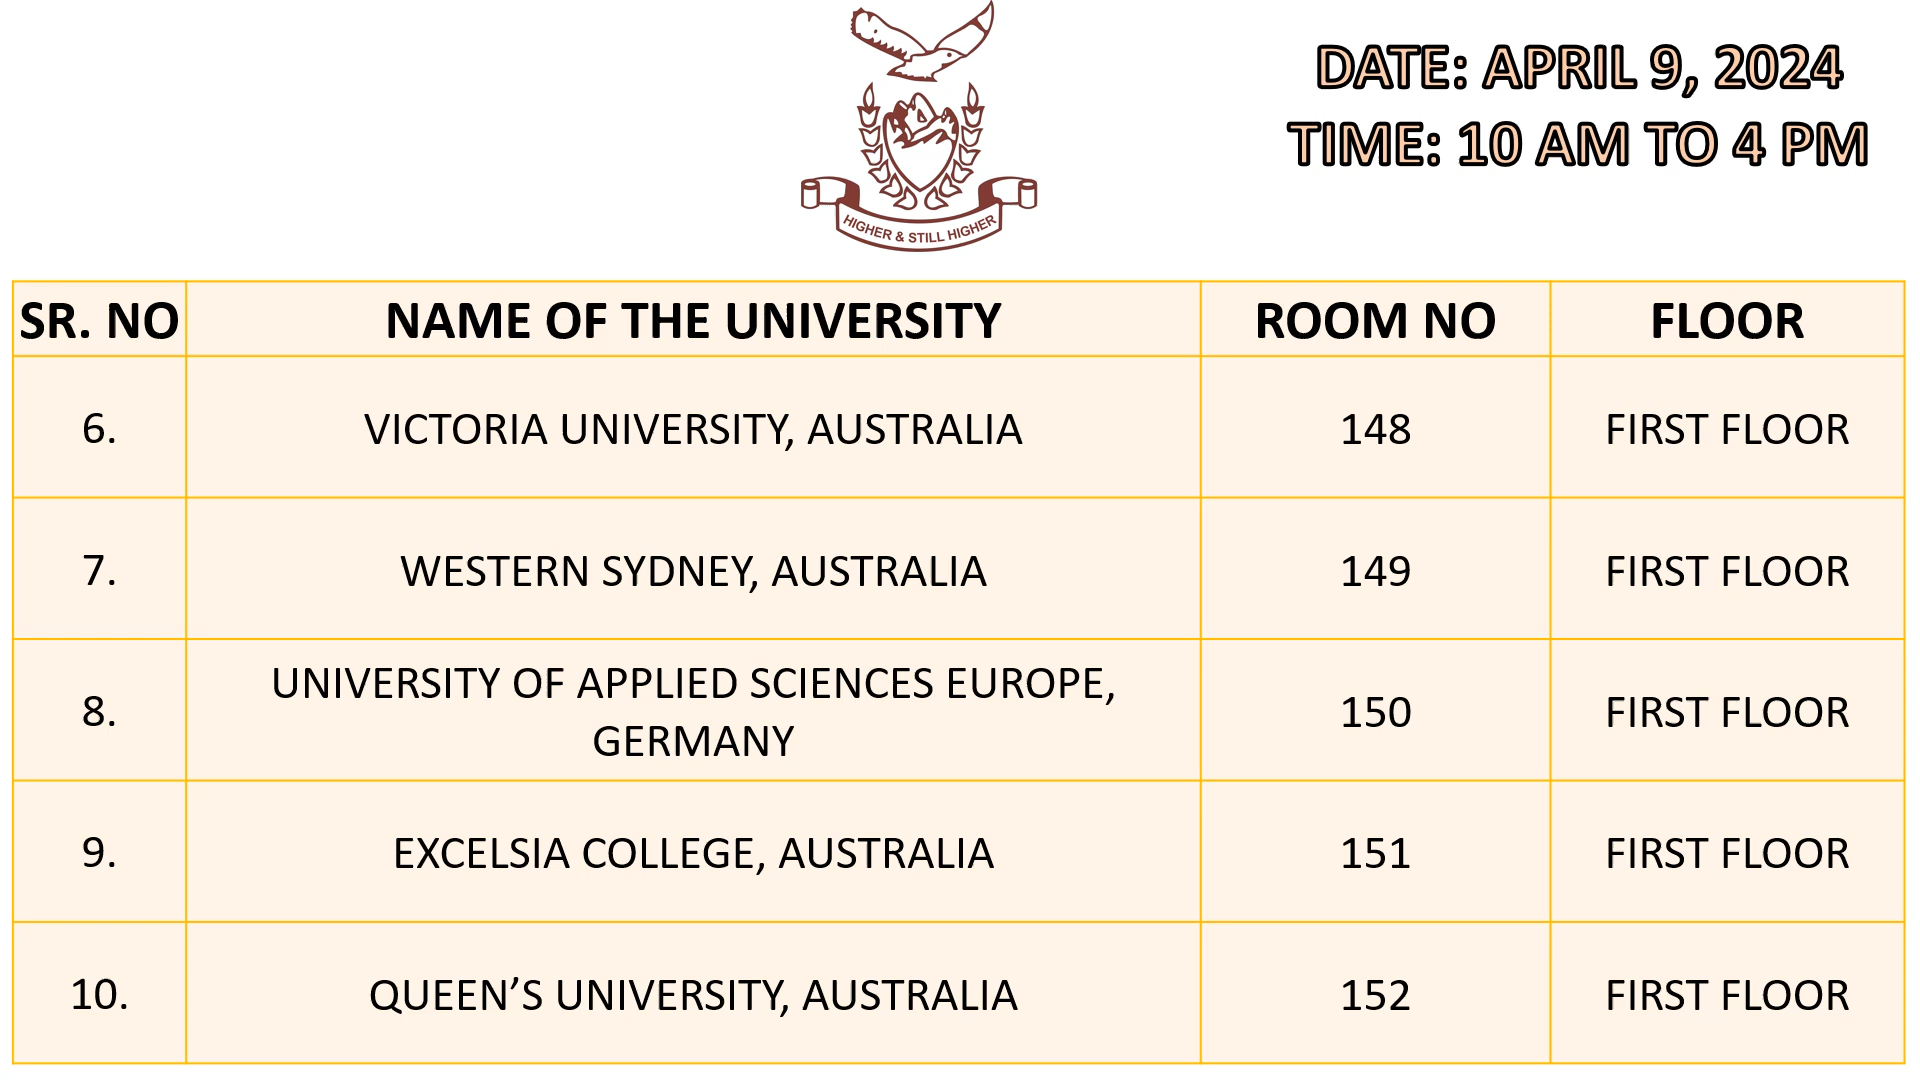 HIGHER & STILL HIGHER
DATE: APRIL 9, 2024
TIME: 10 AM TO 4 PM
SR. NO NAME OF THE UNIVERSITY ROOM NO FLOOR
6. VICTORIA UNIVERSITY, AUSTRALIA 148 FIRST FLOOR
7. WESTERN SYDNEY, AUSTRALIA 149 FIRST FLOOR
8. UNIVERSITY OF APPLIED SCIENCES EUROPE,
GERMANY 150 FIRST FLOOR
9. EXCELSIA COLLEGE, AUSTRALIA 151 FIRST FLOOR
10. QUEEN’S UNIVERSITY, AUSTRALIA 152 FIRST FLOOR